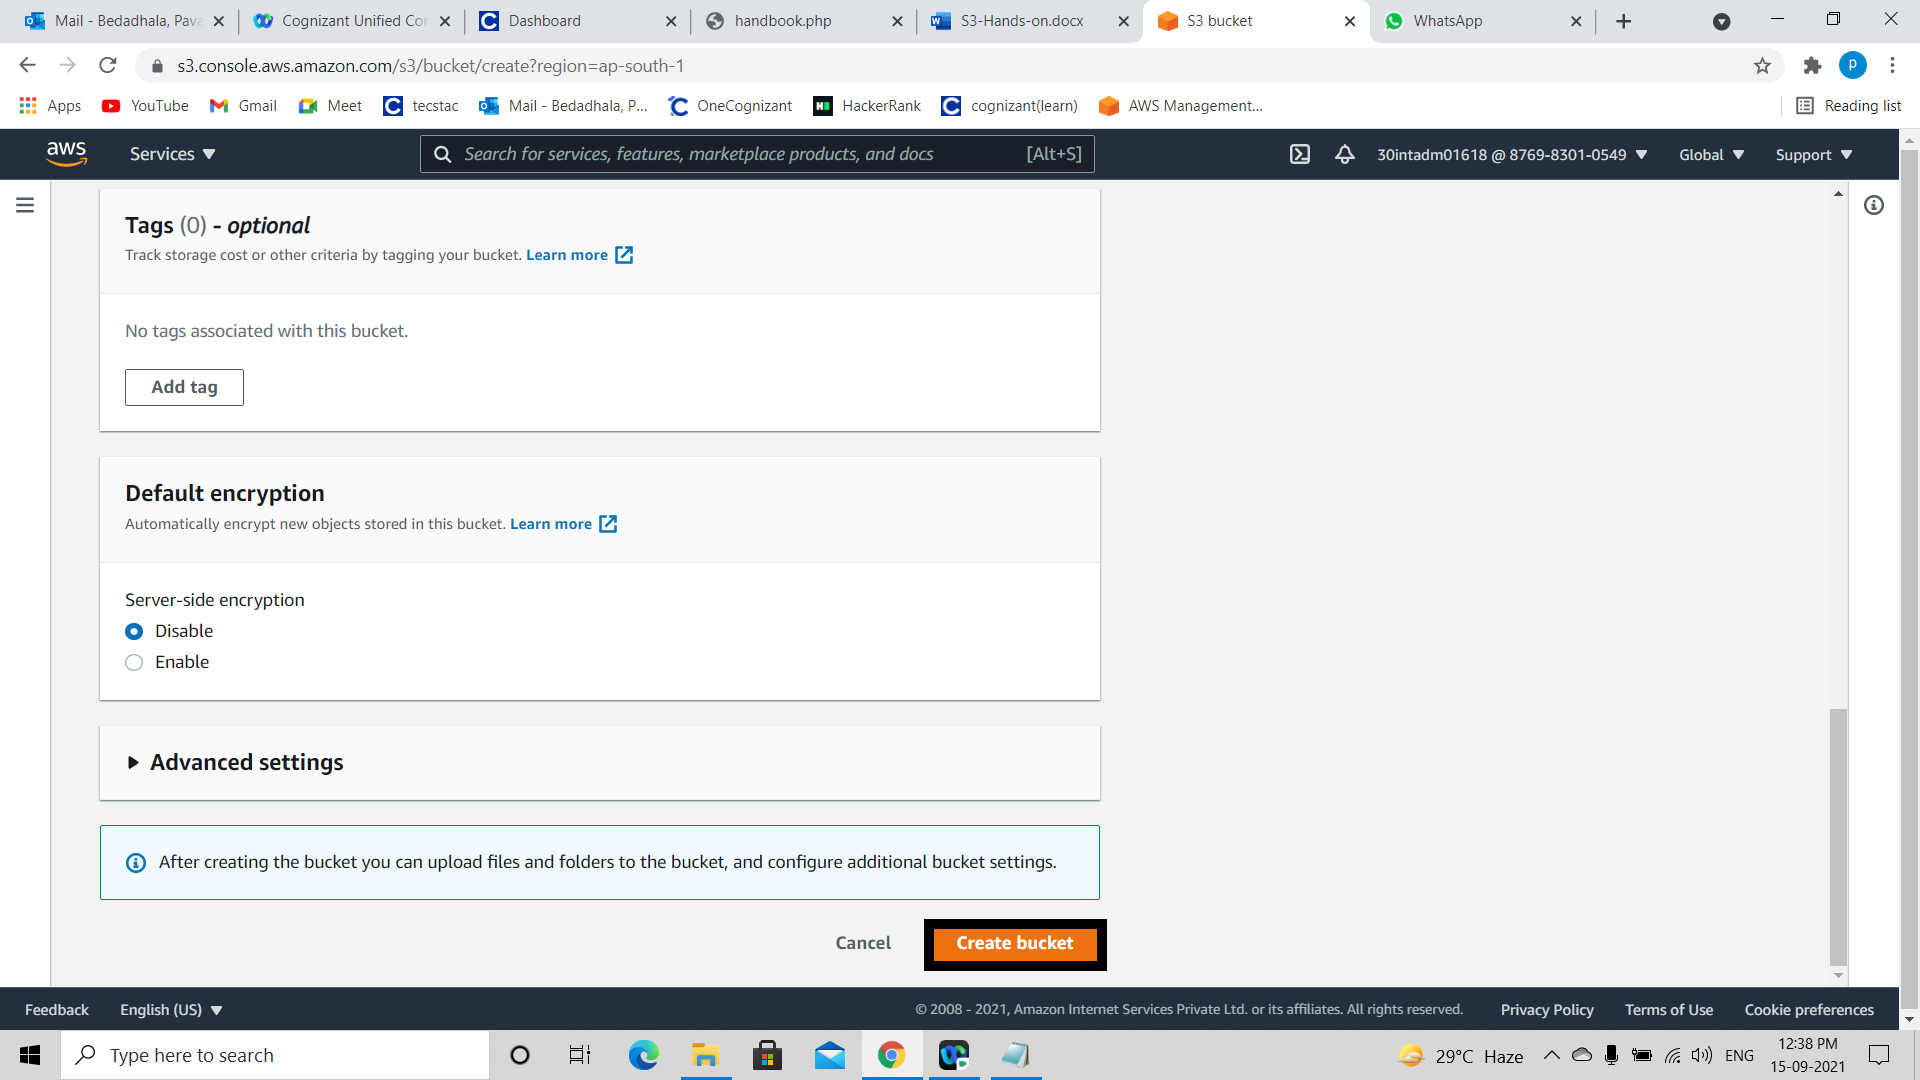 Mail - Bedadhala, Pava
Cognizant Unified Con
Dashboard
handbook.php
S3-Hands-on.docx
S3 bucket
WhatsApp
s3.console.aws.amazon.com/s3/bucket/create?region=ap-south-1
P
Apps
YouTube
Gmail
Meet
tecstac
Mail - Bedadhala, P...
OneCognizant
HackerRank
cognizant(learn)
AWS Management...
Reading list
aws
Services
Search for services, features, marketplace products, and docs
[Alt+S]
30intadm01618 @ 8769-8301-0549
Global
Support
Tags (0) - optional
Track storage cost or other criteria by tagging your bucket. Learn more
No tags associated with this bucket.
Add tag
Default encryption
Automatically encrypt new objects stored in this bucket. Learn more
Server-side encryption
Disable
Enable
Advanced settings
After creating the bucket you can upload files and folders to the bucket, and configure additional bucket settings.
Cancel
Create bucket
Feedback
English (US)
© 2008 - 2021, Amazon Internet Services Private Ltd. or its affiliates. All rights reserved.
Privacy Policy
Terms of Use
Cookie preferences
Type here to search
29°C Haze
ENG
12:38 PM
15-09-2021